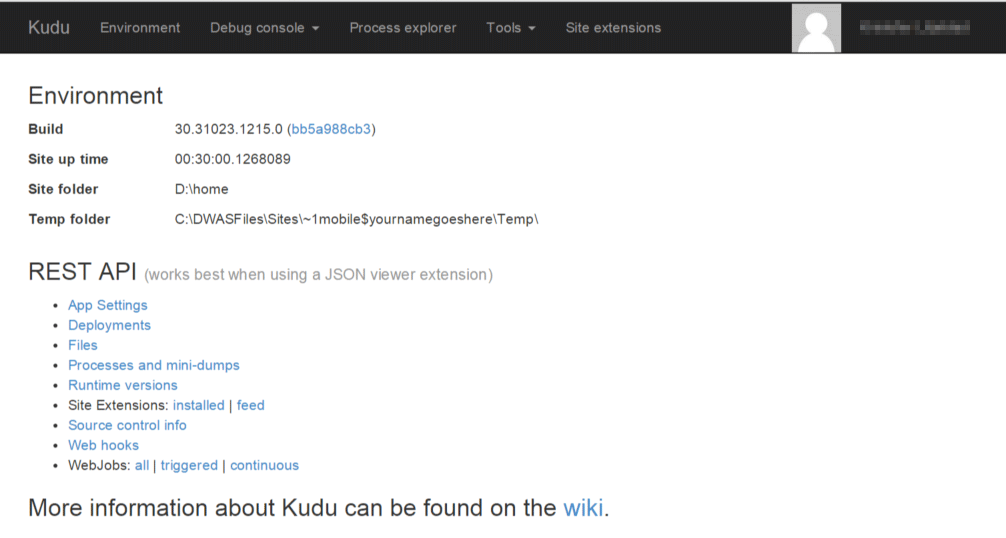 Kudu Environment Debug console Process explorer Tools Site extensions
Environment
Build 30.31023.1215.0 (bb5a988cb3)
Site up time 00:30:00.1268089
Site folder D:\home
Temp folder C:\DWASFiles\Sites\~1mobile$yournamegoeshere\Temp\
REST API (works best when using a JSON viewer extension)
• App Settings
• Deployments
• Files
• Processes and mini-dumps
• Runtime versions
• Site Extensions: installed | feed
• Source control info
• Web hooks
• WebJobs: all | triggered | continuous
More information about Kudu can be found on the wiki.